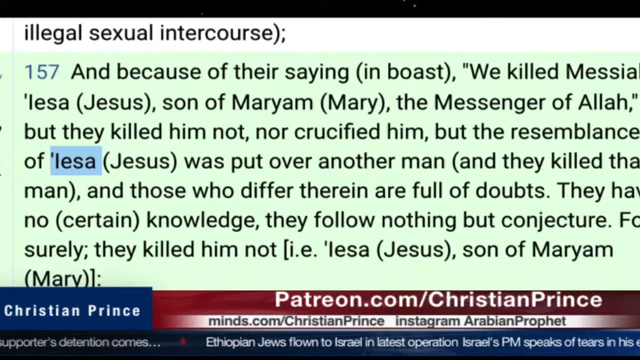 illegal sexual intercourse);
157 And because of their saying (in boast), "We killed Messiah
'Iesa (Jesus), son of Maryam (Mary), the Messenger of Allah,"
but they killed him not, nor crucified him, but the resemblance
of 'Iesa (Jesus) was put over another man (and they killed tha
man), and those who differ therein are full of doubts. They hav
no (certain) knowledge, they follow nothing but conjecture. Fo
surely; they killed him not [i.e. 'Iesa (Jesus), son of Maryam
(Mary)]:
Christian Prince
Patreon.com/ChristianPrince
minds.com/ChristianPrince instagram ArabianProphet
supporter's detention comes... Ethiopian Jews flown to Israel in latest operation Israel's PM speaks of tears in his e